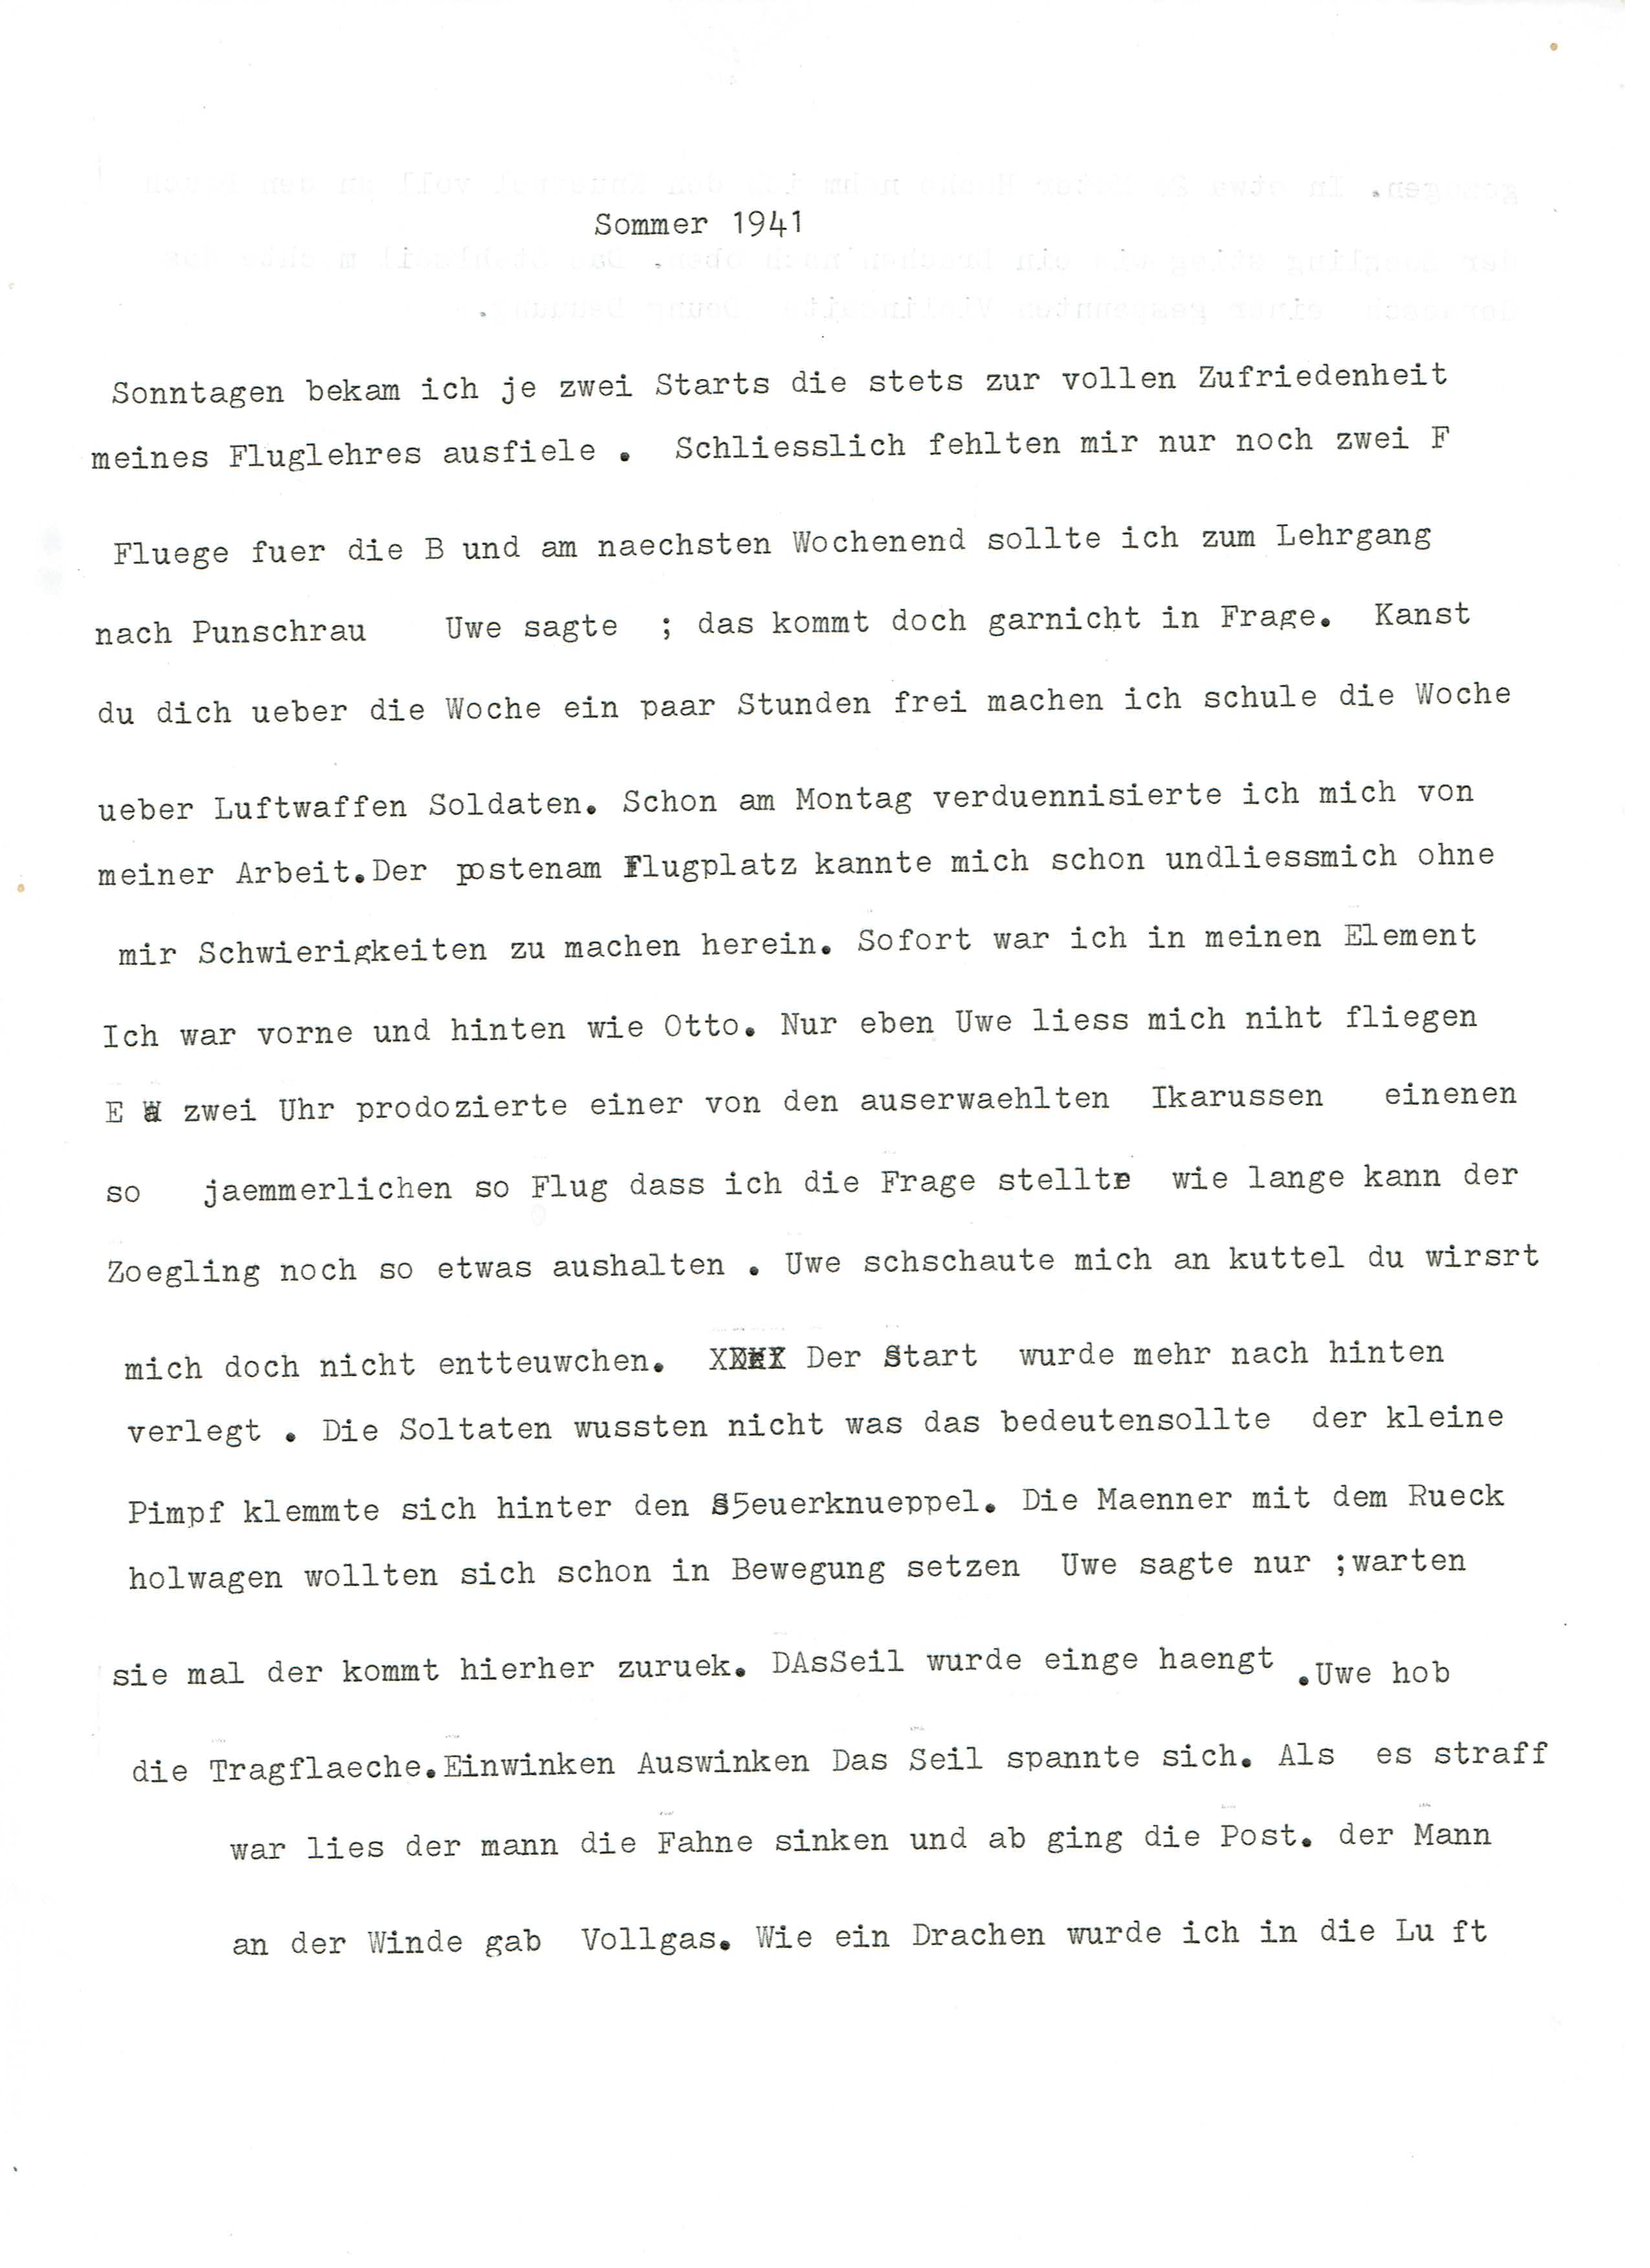 Sommer 1941
Sonntagen bekam ich je zwei Starts die stets zur vollen Zufriedenheit
meines Fluglehres ausfiele . Schliesslich fehlten mir nur noch zwei F
Fluege fuer die B und am naechsten Wochenend sollte ich zum Lehrgang
nach Punschrau Uwe sagte ; das kommt doch garnicht in Frage. Kanst
du dich ueber die Woche ein paar Stunden frei machen ich schule die Woche
ueber Luftwaffen Soldaten. Schon am Montag verduennisierte ich mich von
meiner Arbeit.Der postenam Flugplatz kannte mich schon undliessmich ohne
mir Schwierigkeiten zu machen herein. Sofort war ich in meinen Element
Ich war vorne und hinten wie Otto. Nur eben Uwe liess mich niht fliegen
E zwei Uhr prodozierte einer von den auserwaehlten Ikarussen einenen
so jaemmerlichen so Flug dass ich die Frage stellte wie lange kann der
Zoegling noch so etwas aushalten . Uwe schschaute mich an kuttel du wirsrt
mich doch nicht entteuwchen. Der Start wurde mehr nach hinten
verlegt . Die Soltaten wussten nicht was das bedeutensollte der kleine
Pimpf klemmte sich hinter den S5euerknueppel. Die Maenner mit dem Rueck
holwagen wollten sich schon in Bewegung setzen Uwe sagte nur ;warten
sie mal der kommt hierher zuruek. DAsSeil wurde einge haengt .Uwe hob
die Tragflaeche.Einwinken Auswinken Das Seil spannte sich. Als es straff
war lies der mann die Fahne sinken und ab ging die Post. der Mann
an der Winde gab Vollgas. Wie ein Drachen wurde ich in die Lu ft